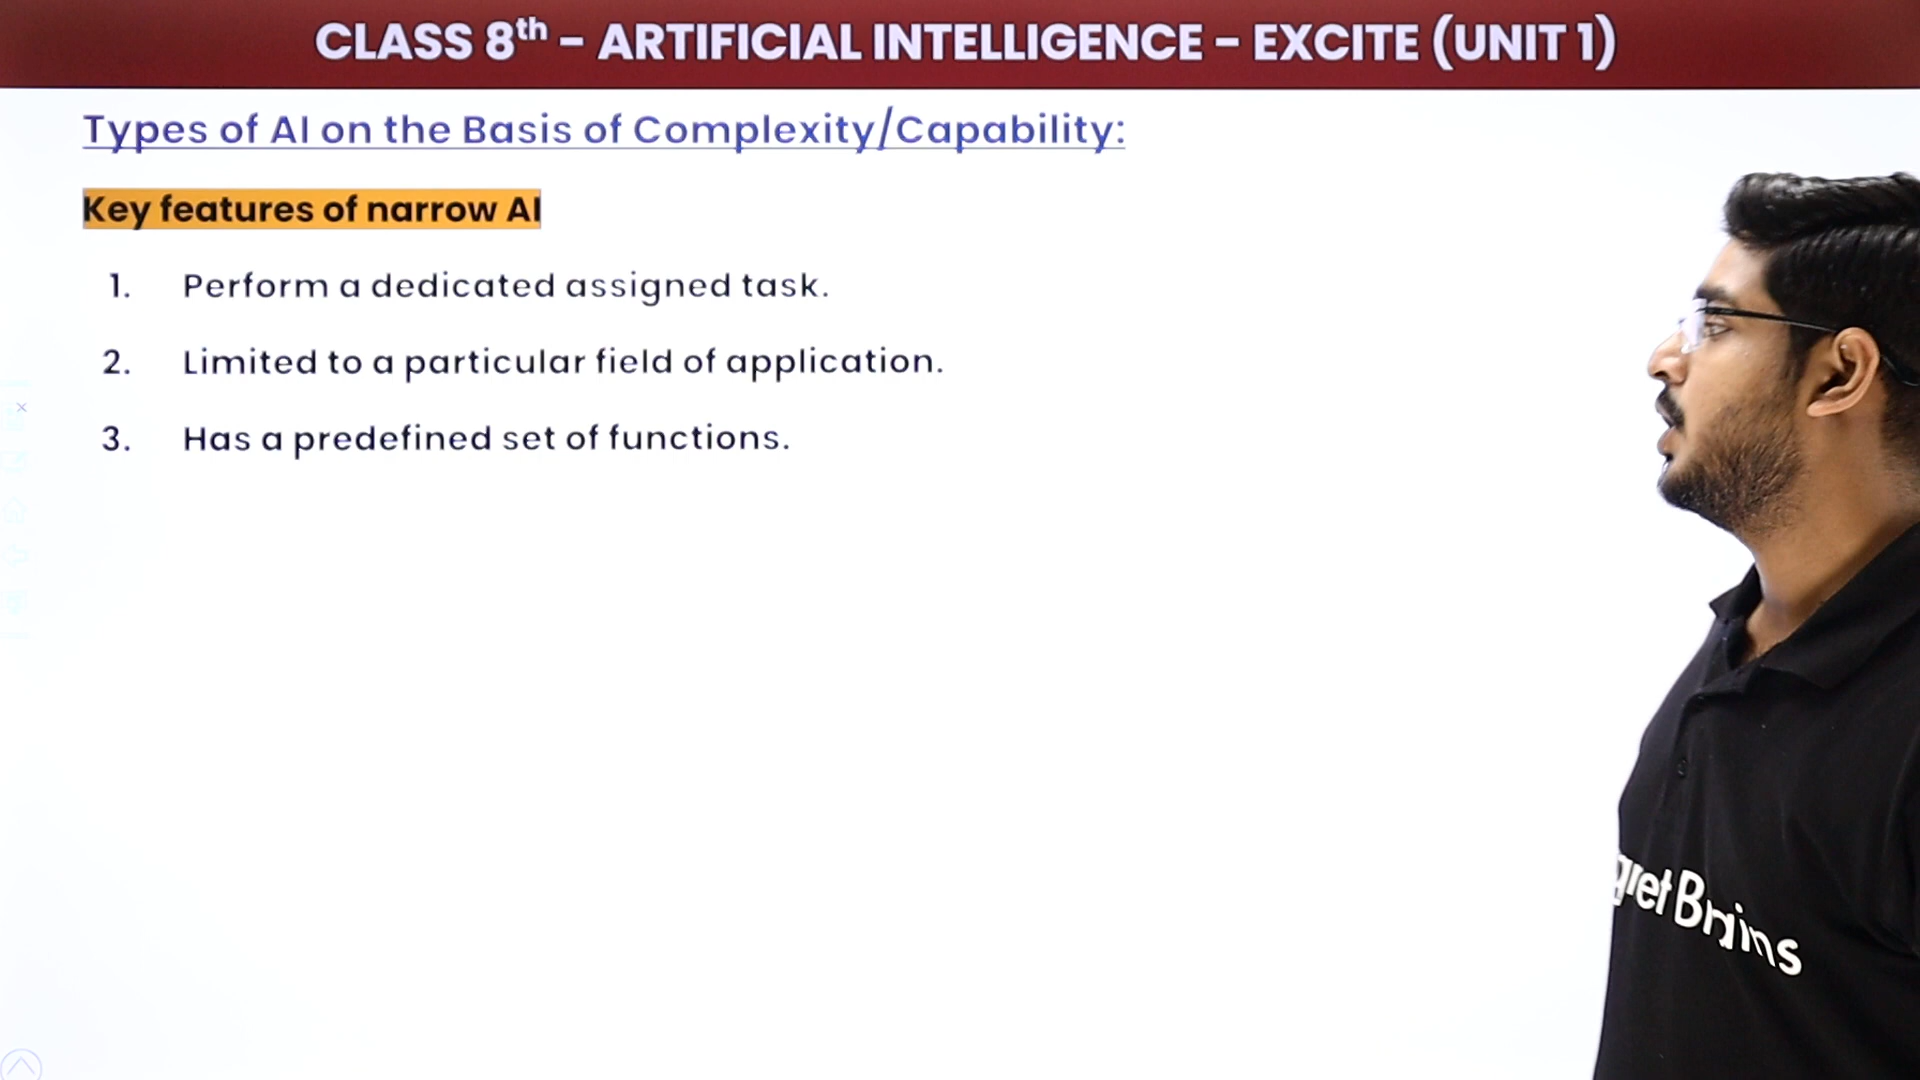 CLASS 8th - ARTIFICIAL INTELLIGENCE - EXCITE (UNIT 1)
Types of AI on the Basis of Complexity/Capability:
Key features of narrow AI
1. Perform a dedicated assigned task.
2. Limited to a particular field of application.
3. Has a predefined set of functions.
Brains